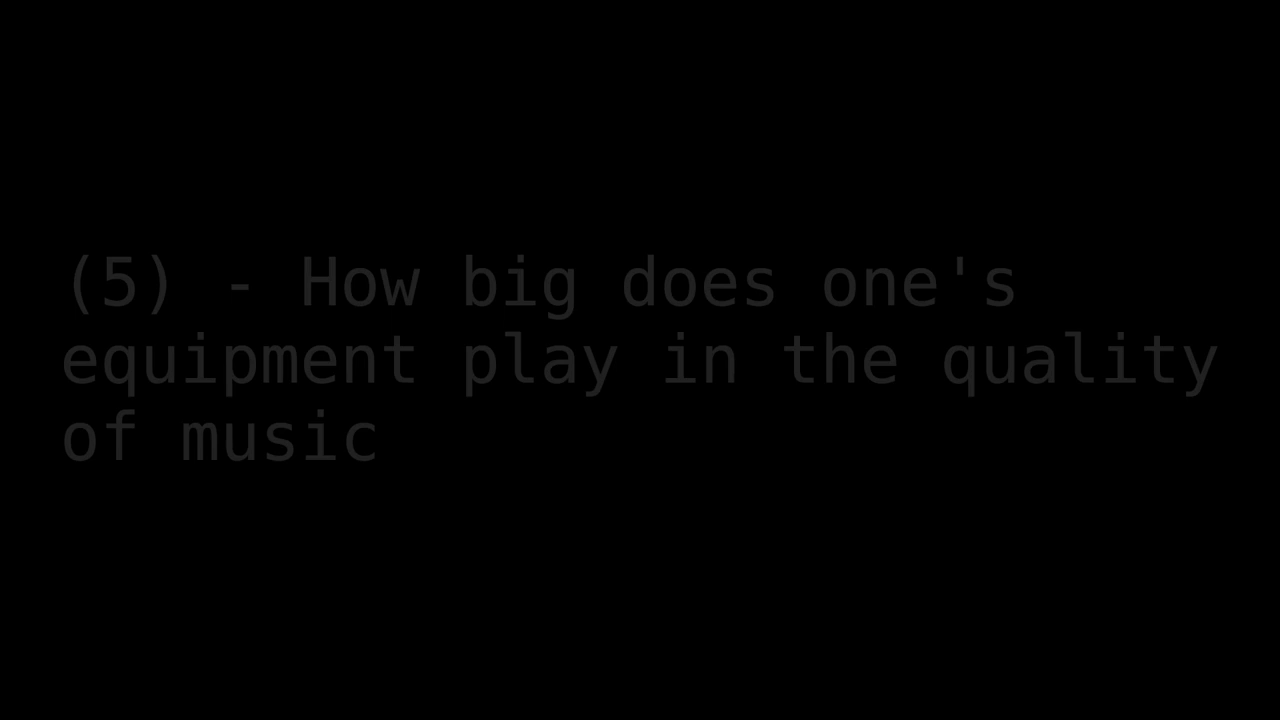 (5) - How big does one's
equipment play in the quality
of music